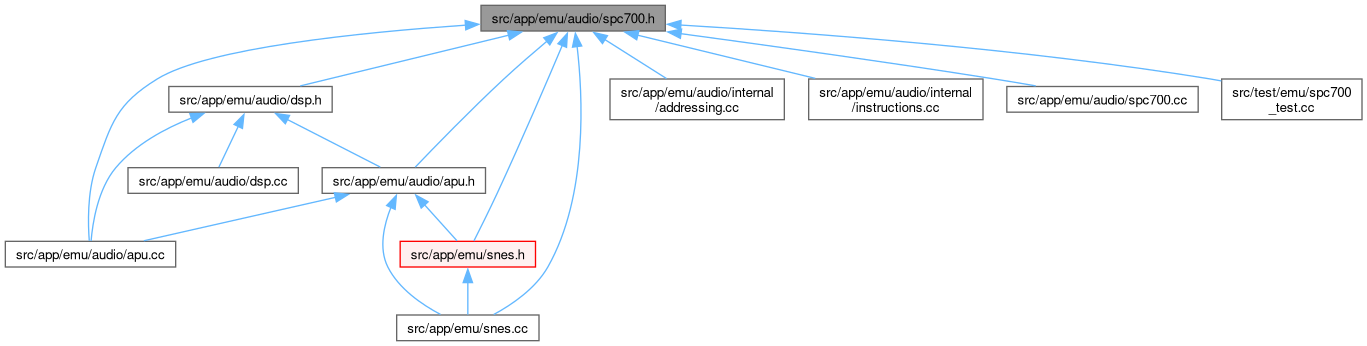 src/app/emu/audio/spc700.h
src/app/emu/audio/dsp.h
src/app/emu/audio/internal
/addressing.cc
src/app/emu/audio/internal
/instructions.cc
src/app/emu/audio/spc700.cc
src/test/emu/spc700
_test.cc
src/app/emu/audio/dsp.cc
src/app/emu/audio/apu.h
src/app/emu/audio/apu.cc
src/app/emu/snes.h
src/app/emu/snes.cc